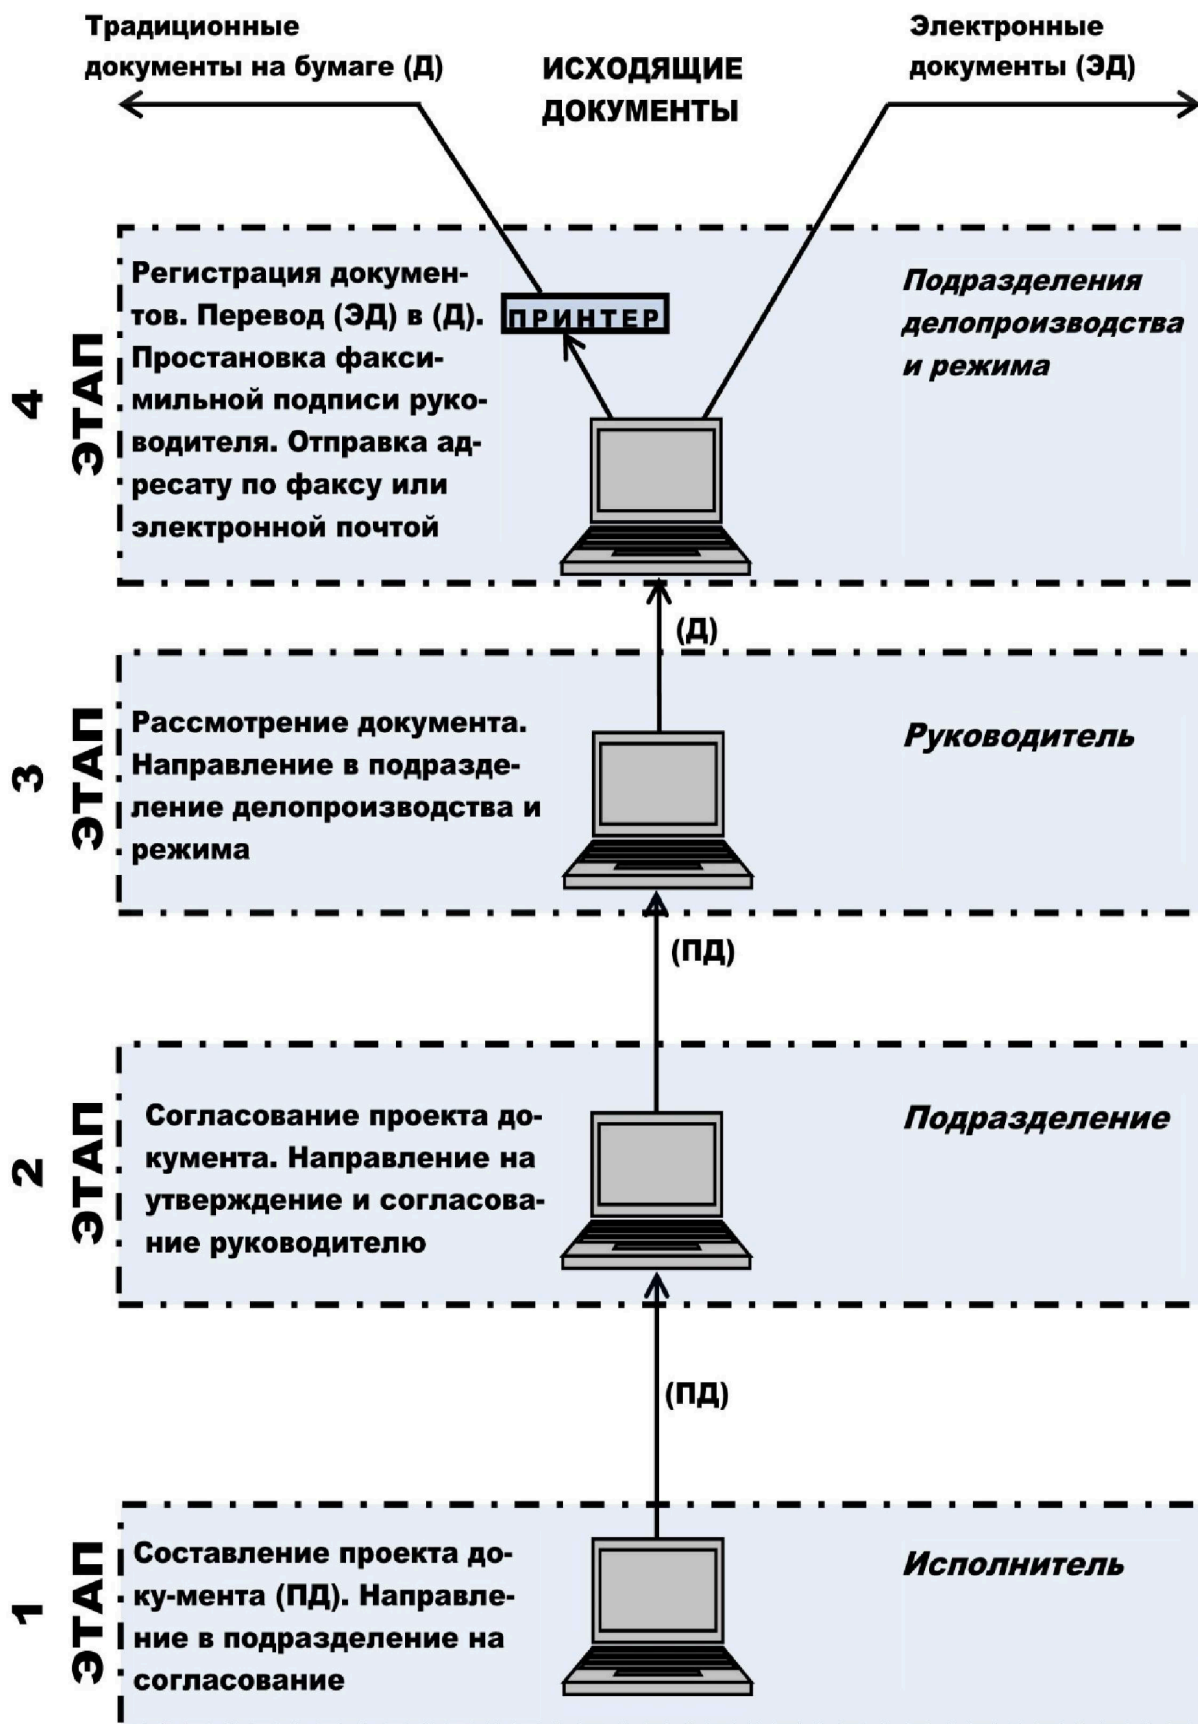 Традиционные
документы на бумаге (Д)
ИСХОДЯЩИЕ
ДОКУМЕНТЫ
Электронные
документы (ЭД)
4
ЭТАП
Регистрация докумен-
тов. Перевод (ЭД) в (Д).
Простановка факси-
мильной подписи руко-
водителя. Отправка ад-
ресату по факсу или
электронной почтой
ПРИНТЕР
Подразделения
делопроизводства
и режима
(Д)
3
ЭТАП
Рассмотрение документа.
Направление в подразде-
ление делопроизводства и
режима
Руководитель
(ПД)
2
ЭТАП
Согласование проекта до-
кумента. Направление на
утверждение и согласова-
ние руководителю
Подразделение
(ПД)
1
ЭТАП
Составление проекта до-
ку-мента (ПД). Направле-
ние в подразделение на
согласование
Исполнитель